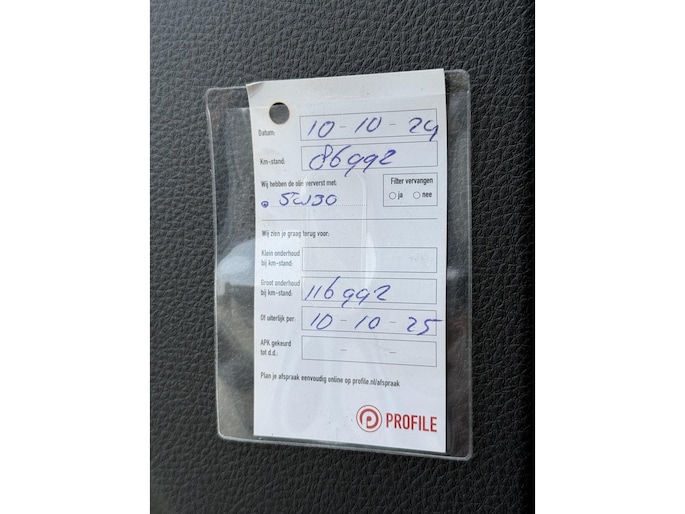 Datum: 10-10-24
Km-stand: 86992
Wij hebben de olie ververst met: Filter vervangen
5W30 ja nee
Wij zien je graag terug voor:
Klein onderhoud
bij km-stand:
Groot onderhoud
bij km-stand: 116992
Of uiterlijk per: 10-10-25
APK gekeurd
tot d.d.: - -
Plan je afspraak eenvoudig online op profile.nl/afspraak
PROFILE